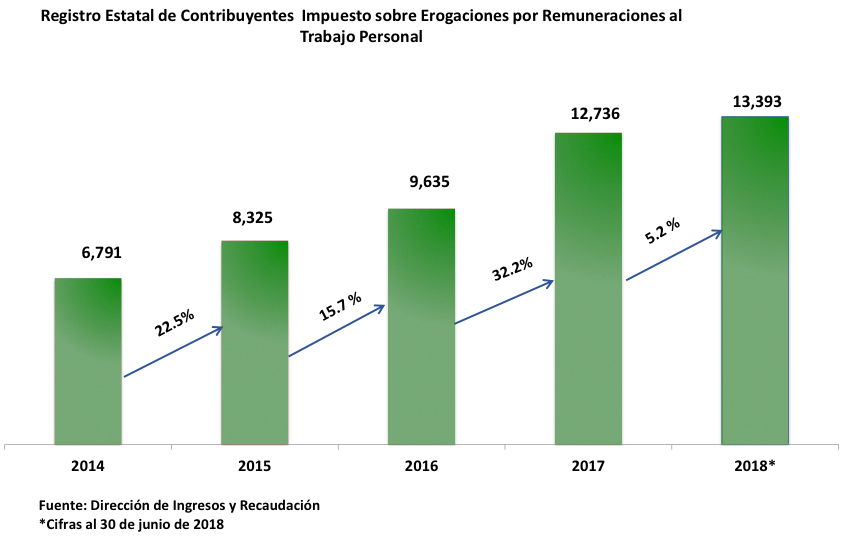 Registro Estatal de Contribuyentes Impuesto sobre Erogaciones por Remuneraciones al
Trabajo Personal
13,393
12,736
9,635
8,325
6,791
5.2 %
32.2%
15.7 %
22.5%
2014 2015 2016 2017 2018*
Fuente: Dirección de Ingresos y Recaudación
*Cifras al 30 de junio de 2018